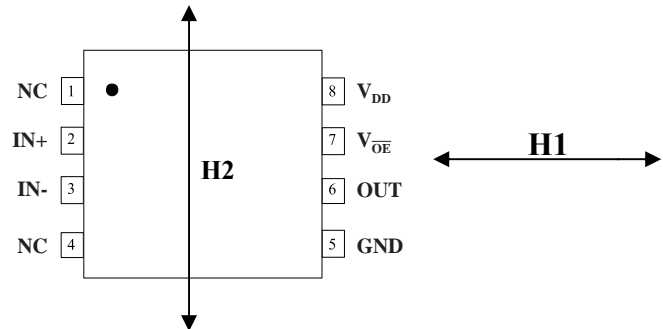 NC 1 8 VDD
IN+ 2 7 VOE
H1
H2
IN- 3 6 OUT
NC 4 5 GND